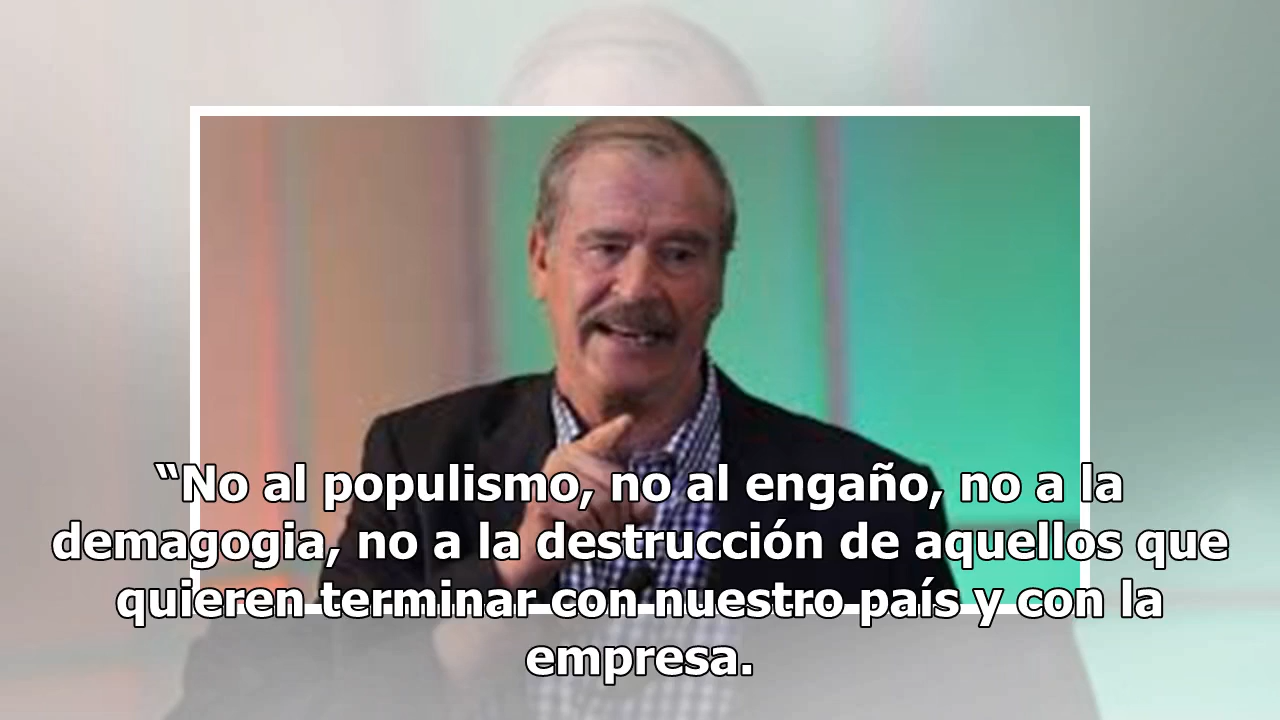 “No al populismo, no al engaño, no a la
demagogia, no a la destrucción de aquellos que
quieren terminar con nuestro país y con la
empresa.